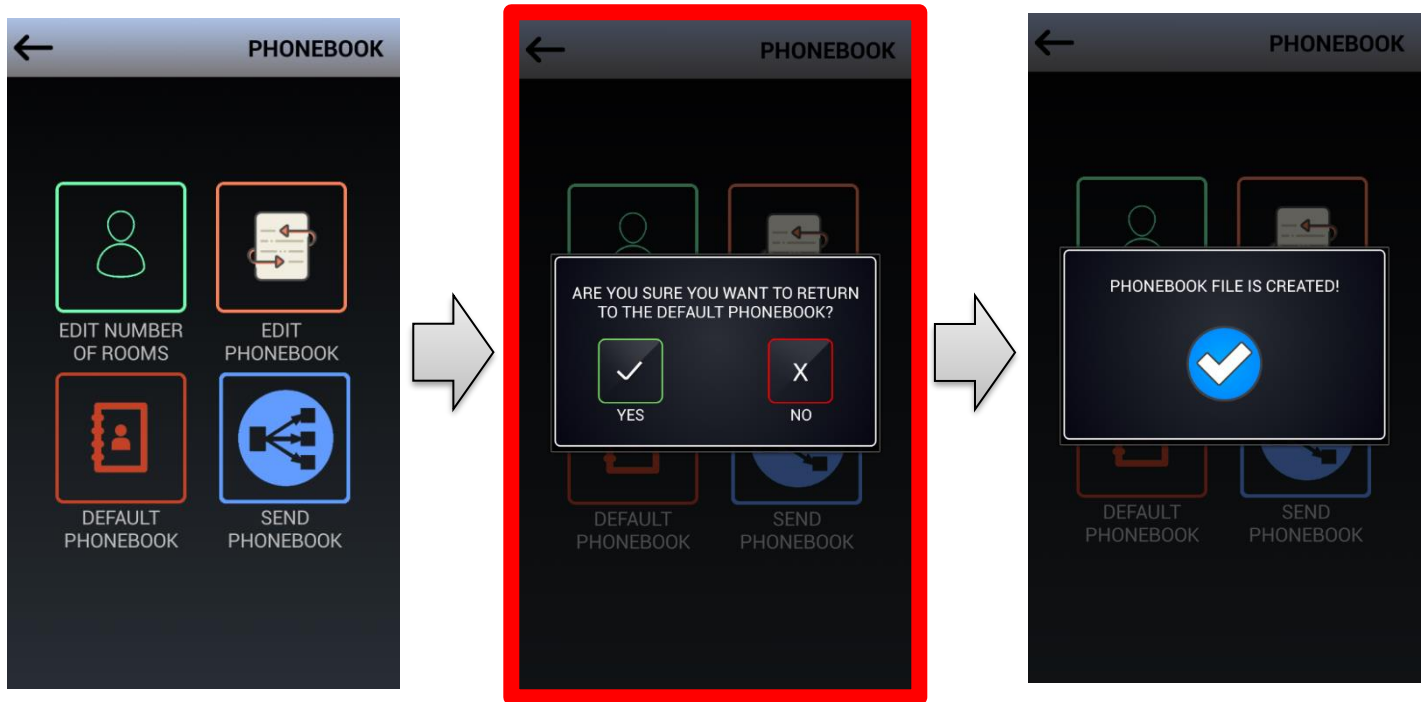 PHONEBOOK
EDIT NUMBER
OF ROOMS
EDIT
PHONEBOOK
DEFAULT
PHONEBOOK
SEND
PHONEBOOK
PHONEBOOK
ARE YOU SURE YOU WANT TO RETURN
TO THE DEFAULT PHONEBOOK?
X
YES
NO
DEFAULT
PHONEBOOK
SEND
PHONEBOOK
PHONEBOOK
PHONEBOOK FILE IS CREATED!
DEFAULT
PHONEBOOK
SEND
PHONEBOOK